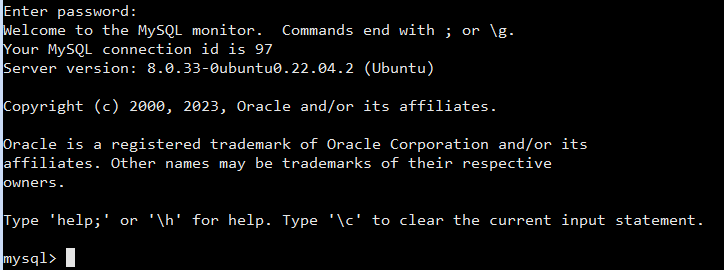 Enter password:
Welcome to the MySQL monitor.  Commands end with ; or \g.
Your MySQL connection id is 97
Server version: 8.0.33-0ubuntu0.22.04.2 (Ubuntu)
Copyright (c) 2000, 2023, Oracle and/or its affiliates.
Oracle is a registered trademark of Oracle Corporation and/or its
affiliates. Other names may be trademarks of their respective
owners.
Type 'help;' or '\h' for help. Type '\c' to clear the current input statement.
mysql>